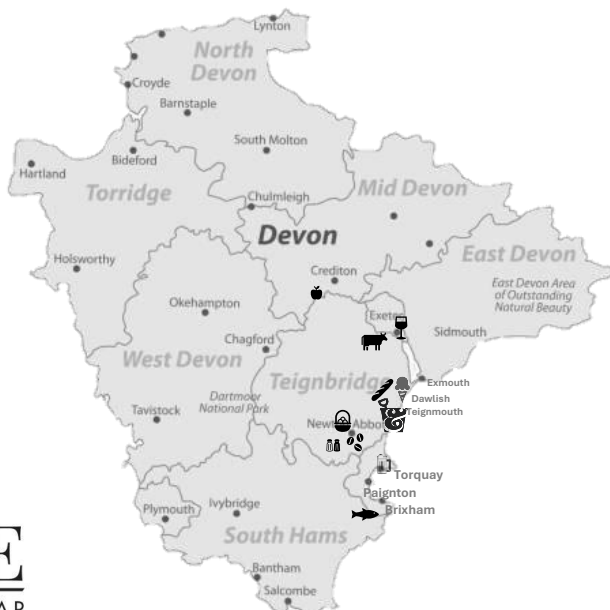 Lynton
North
Devon
Croyde
Barnstaple
South Molton
Bideford
Hartland
Torridge
Mid Devon
Chulmleigh
Devon
East Devon
Holsworthy
Crediton
East Devon Area
of Outstanding
Natural Beauty
Okehampton
Exeter
Sidmouth
Chagford
West Devon
Teignbridge
Exmouth
Dartmoor
National Park
Dawlish
Tavistock
Teignmouth
Newton Abbot
Torquay
Paignton
Ivybridge
Plymouth
Brixham
South Hams
E
Bantham
Salcombe